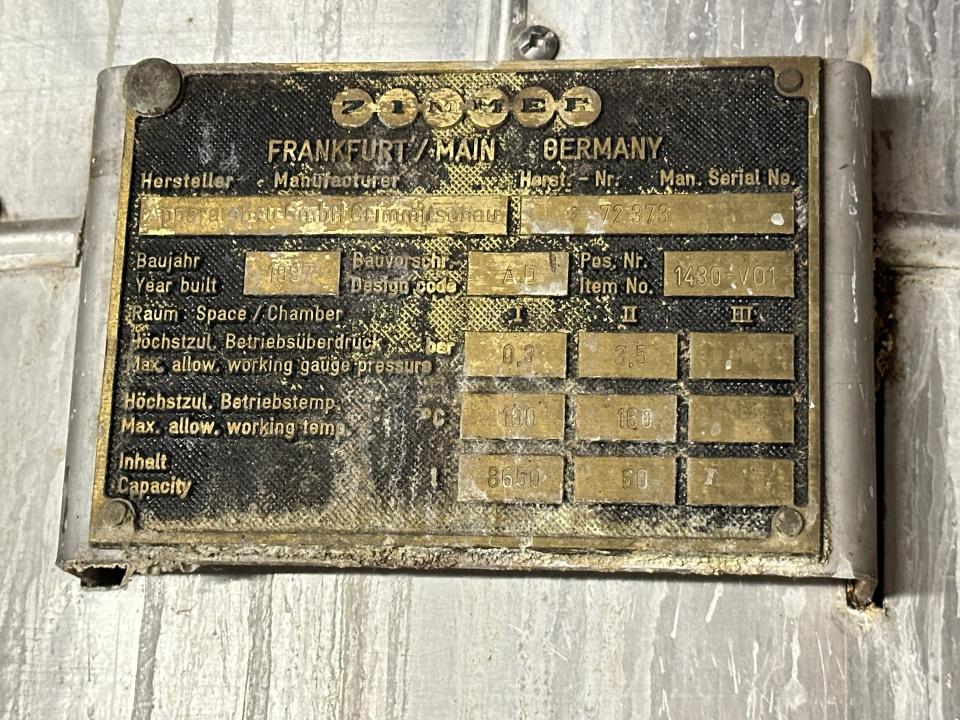 ZIMMER
FRANKFURT/MAIN GERMANY
Hersteller Manufacturer Herst.-Nr. Man. Serial No.
Apparatebau GmbH Crimmitschau 72 373
Baujahr Bauvorschr. Pos. Nr.
Year built 1997 Design code A.D Item No. 1430-V01
Raum Space/Chamber I II III
Höchstzul. Betriebsüberdruck bar 0,3 3,5
Max. allow. working gauge pressure
Höchstzul. Betriebstemp. °C 160 160
Max. allow. working temp.
Inhalt l 8650 60
Capacity